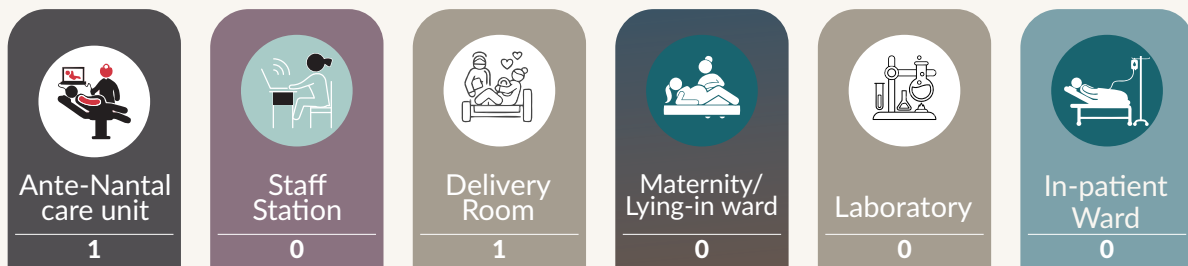 Ante-Nantal
care unit
1
Staff
Station
0
Delivery
Room
1
Maternity/
Lying-in ward
0
Laboratory
0
In-patient
Ward
0